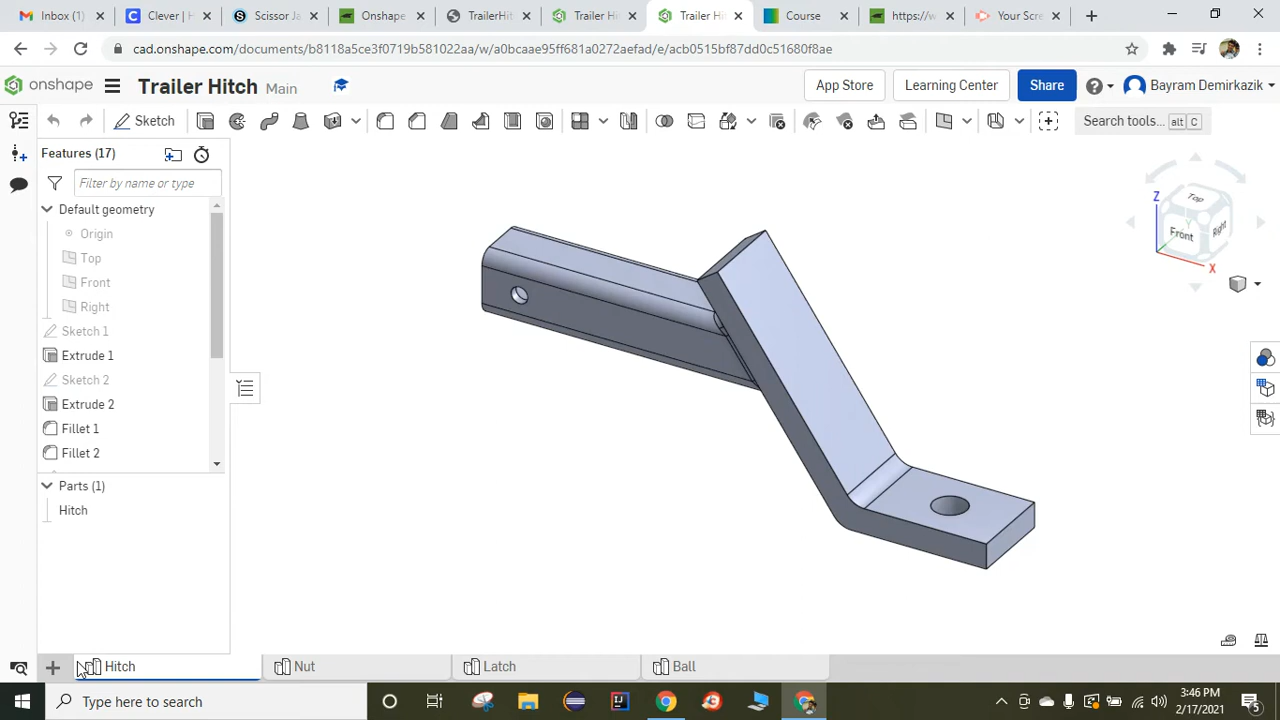 Inbox (1)
Clever | H
Scissor Ja
Onshape
TrailerHit
Trailer Hi
Trailer Hi
Course
https://w
Your Scr
cad.onshape.com/documents/b8118a5ce3f0719b581022aa/w/a0bcaae95ff681a0272aefad/e/acb0515bf87dd0c51680f8ae
onshape
Trailer Hitch Main
App Store
Learning Center
Share
Bayram Demirkazik
Sketch
Search tools... alt C
Features (17)
Filter by name or type
Default geometry
Origin
Top
Front
Right
Sketch 1
Extrude 1
Sketch 2
Extrude 2
Fillet 1
Fillet 2
Parts (1)
Hitch
Z
Top
Y
Front
Right
X
Hitch
Nut
Latch
Ball
Type here to search
3:46 PM
2/17/2021
5